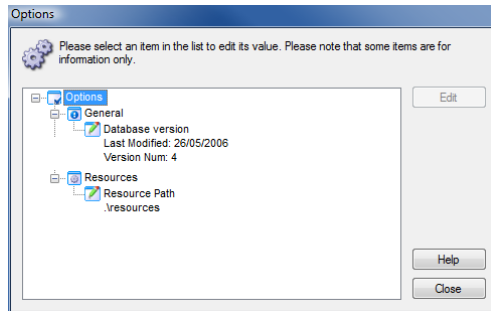 Options
Please select an item in the list to edit its value. Please note that some items are for
information only.
Options
Edit
General
Database version
Last Modified: 26/05/2006
Version Num: 4
Resources
Resource Path
.\resources
Help
Close